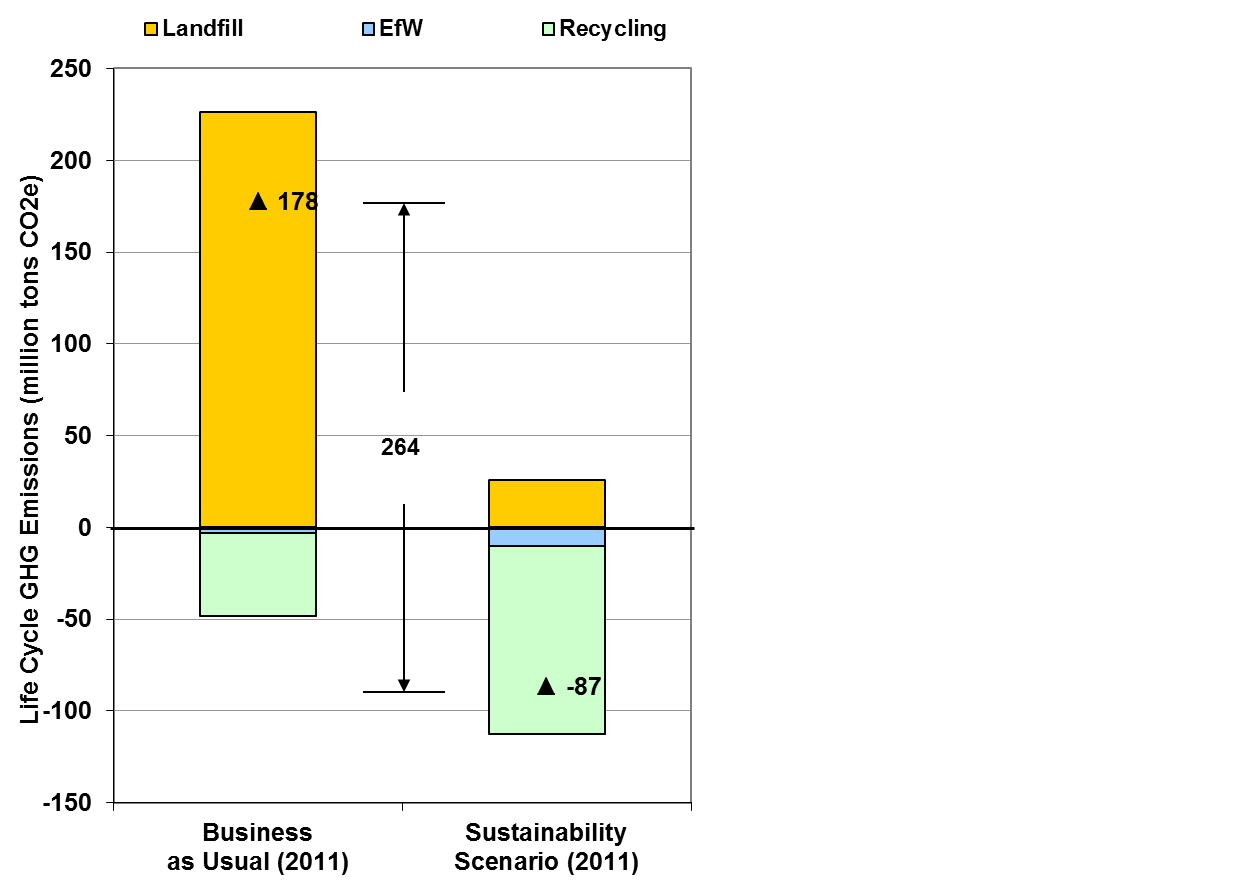 Landfill EfW Recycling
Life Cycle GHG Emissions (million tons CO2e)
250
200
150
100
50
0
-50
-100
-150
178
264
-87
Business
as Usual (2011)
Sustainability
Scenario (2011)